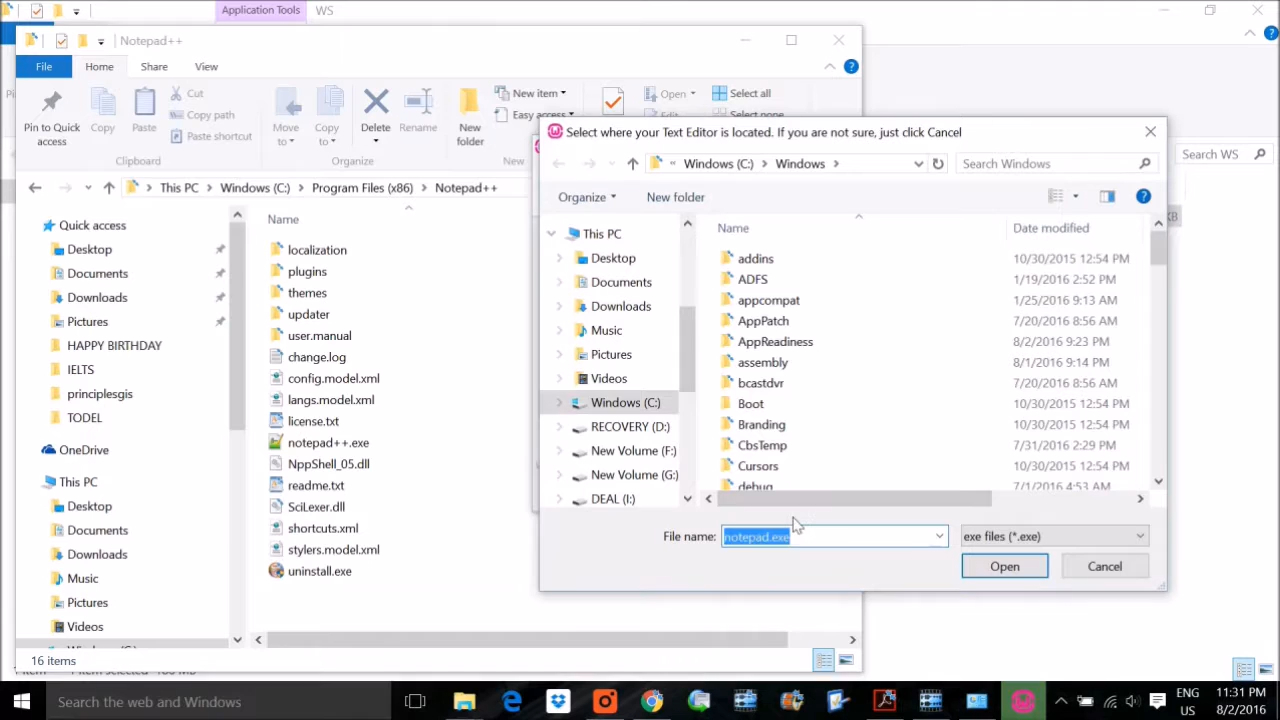 Application Tools WS
Notepad++
File Home Share View
Pin to Quick access
Copy
Paste
Cut
Copy path
Paste shortcut
Clipboard
Move to
Copy to
Delete
Rename
Organize
New folder
New item
Easy access
New
Open
Edit
Select all
Select none
This PC Windows (C:) Program Files (x86) Notepad++
Search WS
Quick access
Desktop
Documents
Downloads
Pictures
HAPPY BIRTHDAY
IELTS
principlesgis
TODEL
OneDrive
This PC
Desktop
Documents
Downloads
Music
Pictures
Videos
Name
localization
plugins
themes
updater
user.manual
change.log
config.model.xml
langs.model.xml
license.txt
notepad++.exe
NppShell_05.dll
readme.txt
SciLexer.dll
shortcuts.xml
stylers.model.xml
uninstall.exe
16 items
Select where your Text Editor is located. If you are not sure, just click Cancel
« Windows (C:) Windows
Search Windows
Organize New folder
This PC
Desktop
Documents
Downloads
Music
Pictures
Videos
Windows (C:)
RECOVERY (D:)
New Volume (F:)
New Volume (G:)
DEAL (I:)
Name Date modified
addins 10/30/2015 12:54 PM
ADFS 1/19/2016 2:52 PM
appcompat 1/25/2016 9:13 AM
AppPatch 7/20/2016 8:56 AM
AppReadiness 8/2/2016 9:23 PM
assembly 8/1/2016 9:14 PM
bcastdvr 7/20/2016 8:56 AM
Boot 10/30/2015 12:54 PM
Branding 10/30/2015 12:54 PM
CbsTemp 7/31/2016 2:29 PM
Cursors 10/30/2015 12:54 PM
debug 7/1/2016 4:53 AM
File name: notepad.exe exe files (*.exe)
Open Cancel
Search the web and Windows
ENG
US
11:31 PM
8/2/2016